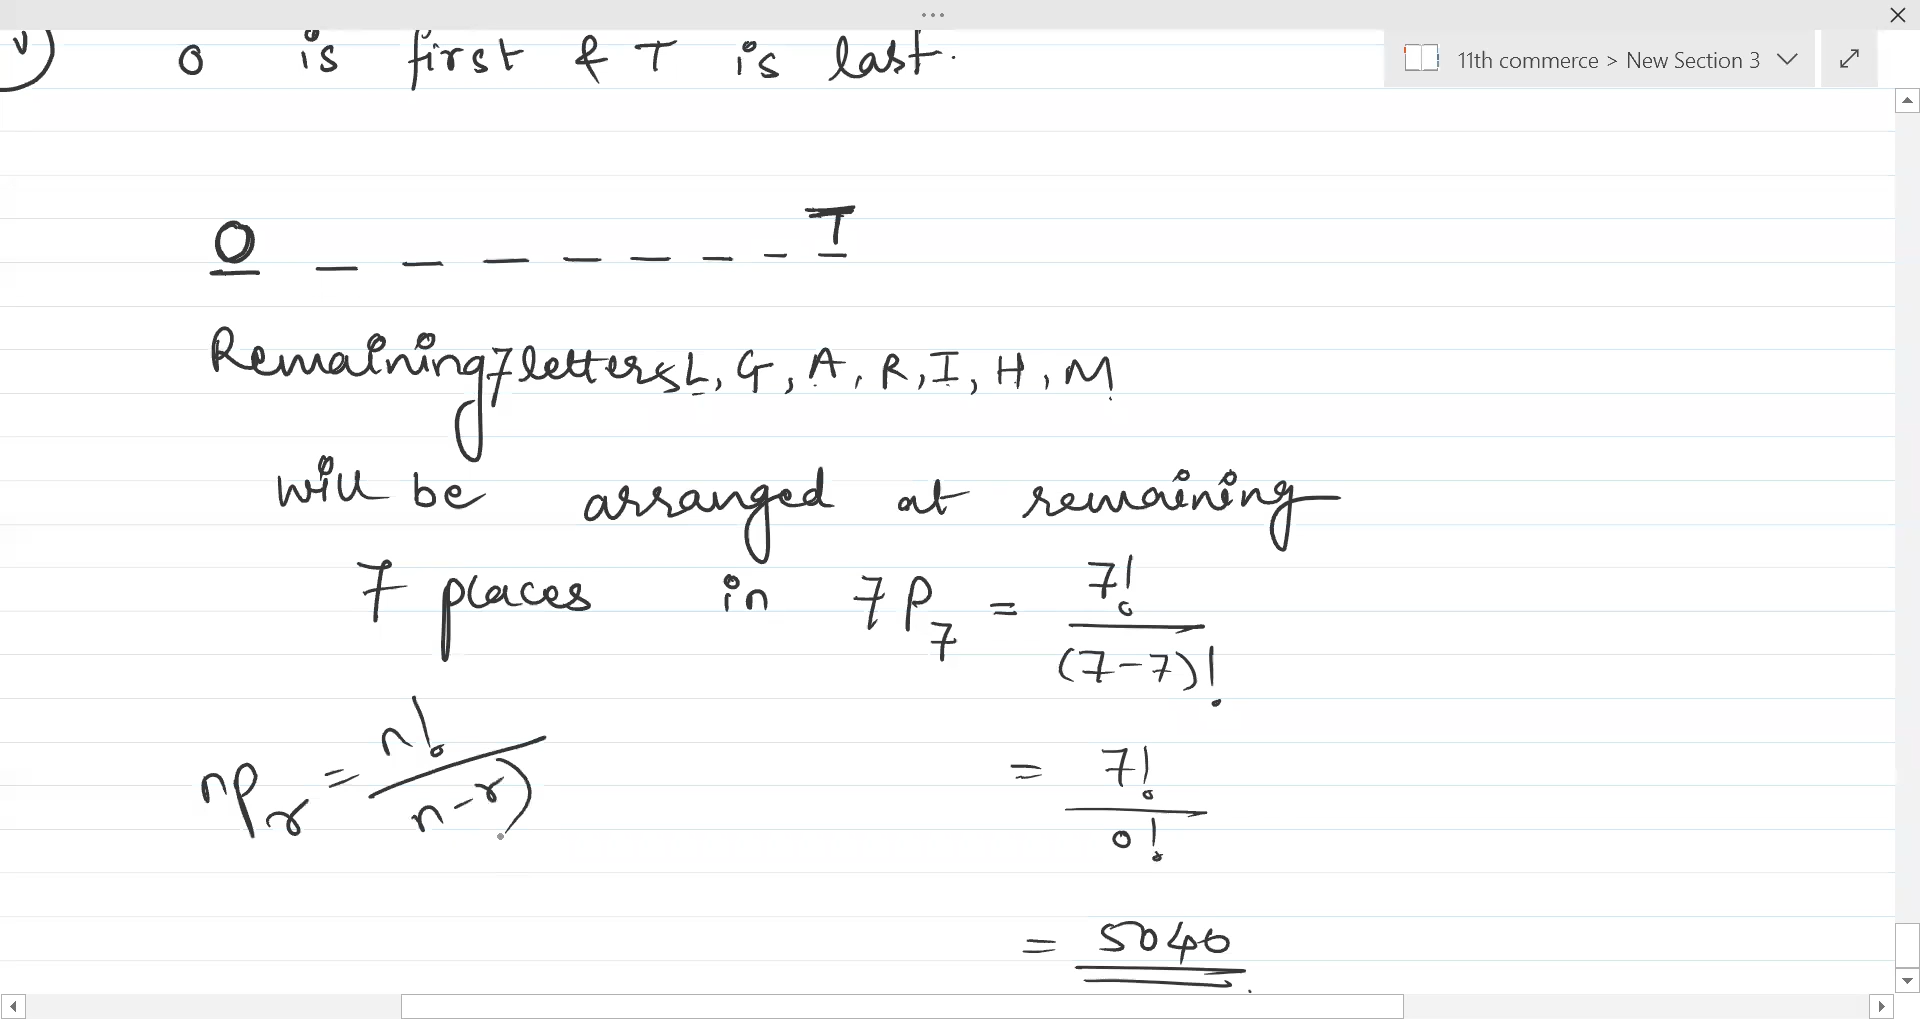 v) O is first & T is last.
11th commerce > New Section 3
O _ _ _ _ _ _ _ T
Remaining 7 letters L, G, A, R, I, H, M
will be arranged at remaining
7 places in 7P7 = 7!/(7-7)!
nPr = n!/n-r)
= 7!/0!
= 5040